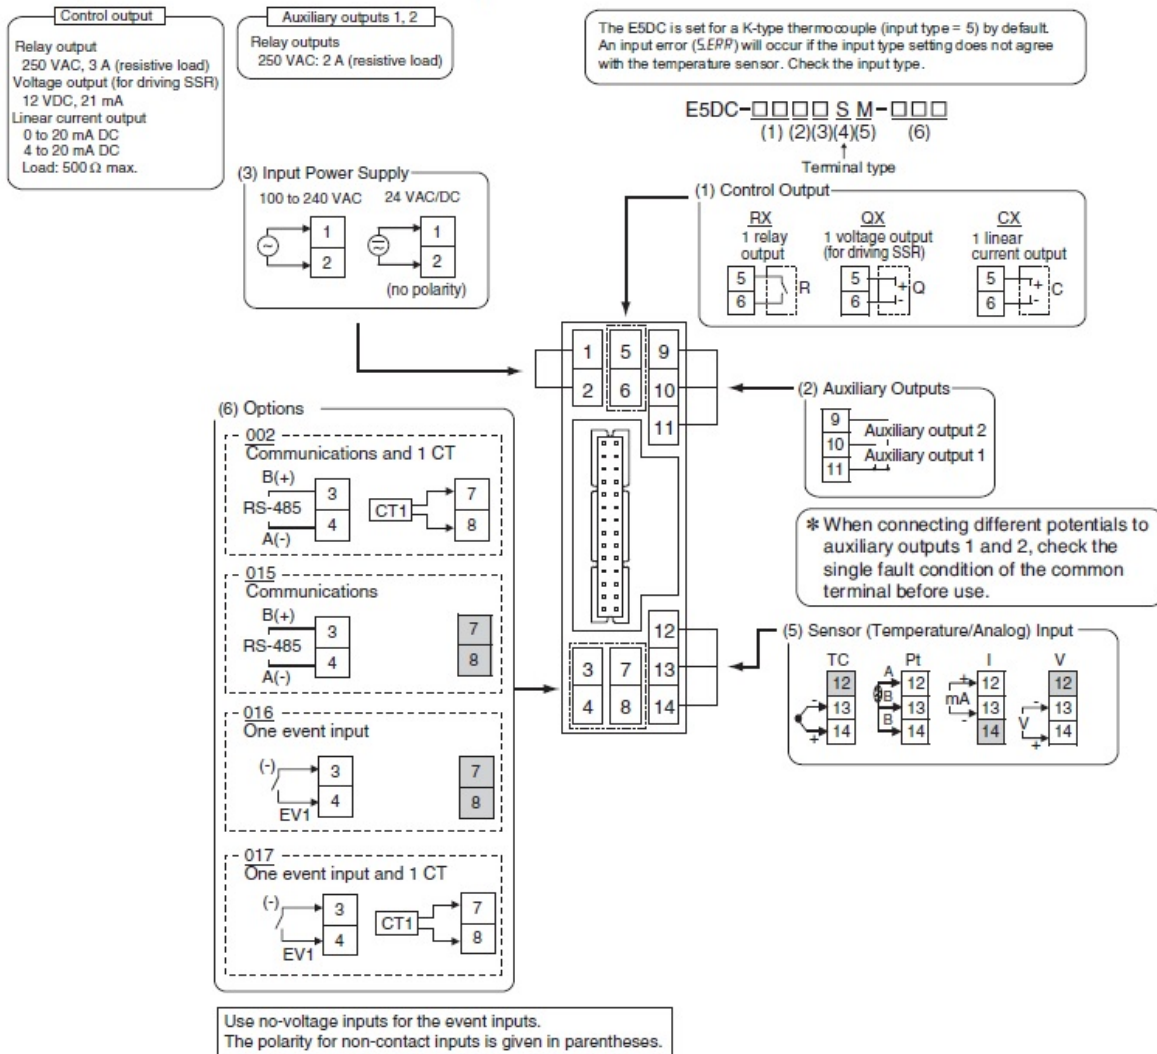 Control output
Relay output
250 VAC, 3 A (resistive load)
Voltage output (for driving SSR)
12 VDC, 21 mA
Linear current output
0 to 20 mA DC
4 to 20 mA DC
Load: 500 Ω max.
Auxiliary outputs 1, 2
Relay outputs
250 VAC: 2 A (resistive load)
The E5DC is set for a K-type thermocouple (input type = 5) by default.
An input error (S.ERR) will occur if the input type setting does not agree
with the temperature sensor. Check the input type.
E5DC-□□□□ S M-□□□
(1) (2)(3)(4)(5) (6)
Terminal type
(3) Input Power Supply
100 to 240 VAC 24 VAC/DC
1 1
2 2
(no polarity)
(1) Control Output
RX QX CX
1 relay output
1 voltage output (for driving SSR)
1 linear current output
5 5 5
6 6 6
R + - Q + - C
1 5 9
2 6 10
11
(2) Auxiliary Outputs
9
Auxiliary output 2
10
Auxiliary output 1
11
* When connecting different potentials to
auxiliary outputs 1 and 2, check the
single fault condition of the common
terminal before use.
12
3 7 13
4 8 14
(5) Sensor (Temperature/Analog) Input
TC Pt I V
12 A 12 + 12 12
- 13 B 13 mA - 13 - 13
+ 14 B 14 14 V + 14
(6) Options
002
Communications and 1 CT
B(+)
RS-485
A(-)
3
4
CT1
7
8
015
Communications
B(+)
RS-485
A(-)
3
4
7
8
016
One event input
(-)
EV1
3
4
7
8
017
One event input and 1 CT
(-)
EV1
3
4
CT1
7
8
Use no-voltage inputs for the event inputs.
The polarity for non-contact inputs is given in parentheses.